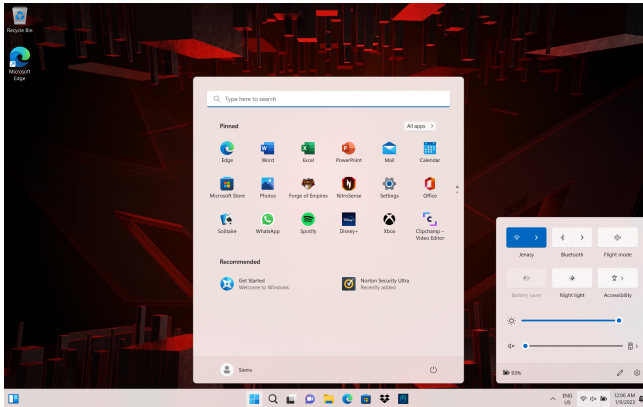 Recycle Bin
Microsoft
Edge
Type here to search
Pinned
All apps >
Edge
Word
Excel
PowerPoint
Mail
Calendar
Microsoft Store
Photos
Forge of Empires
NitroSense
Settings
Office
Solitaire
WhatsApp
Spotify
Disney+
Xbox
Clipchamp –
Video Editor
Recommended
Get Started
Welcome to Windows
Norton Security Ultra
Recently added
Sierra
Jenasy
Bluetooth
Flight mode
Battery saver
Night light
Accessibility
93%
ENG
US
12:06 AM
1/9/2023